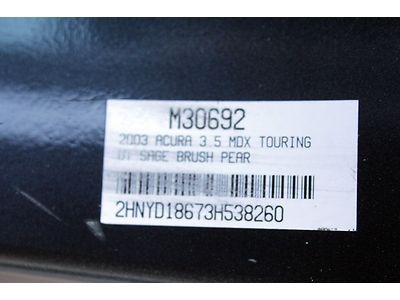 M30692
2003 ACURA 3.5 MDX TOURING
SAGE BRUSH PEAR
2HNYD18673H538260